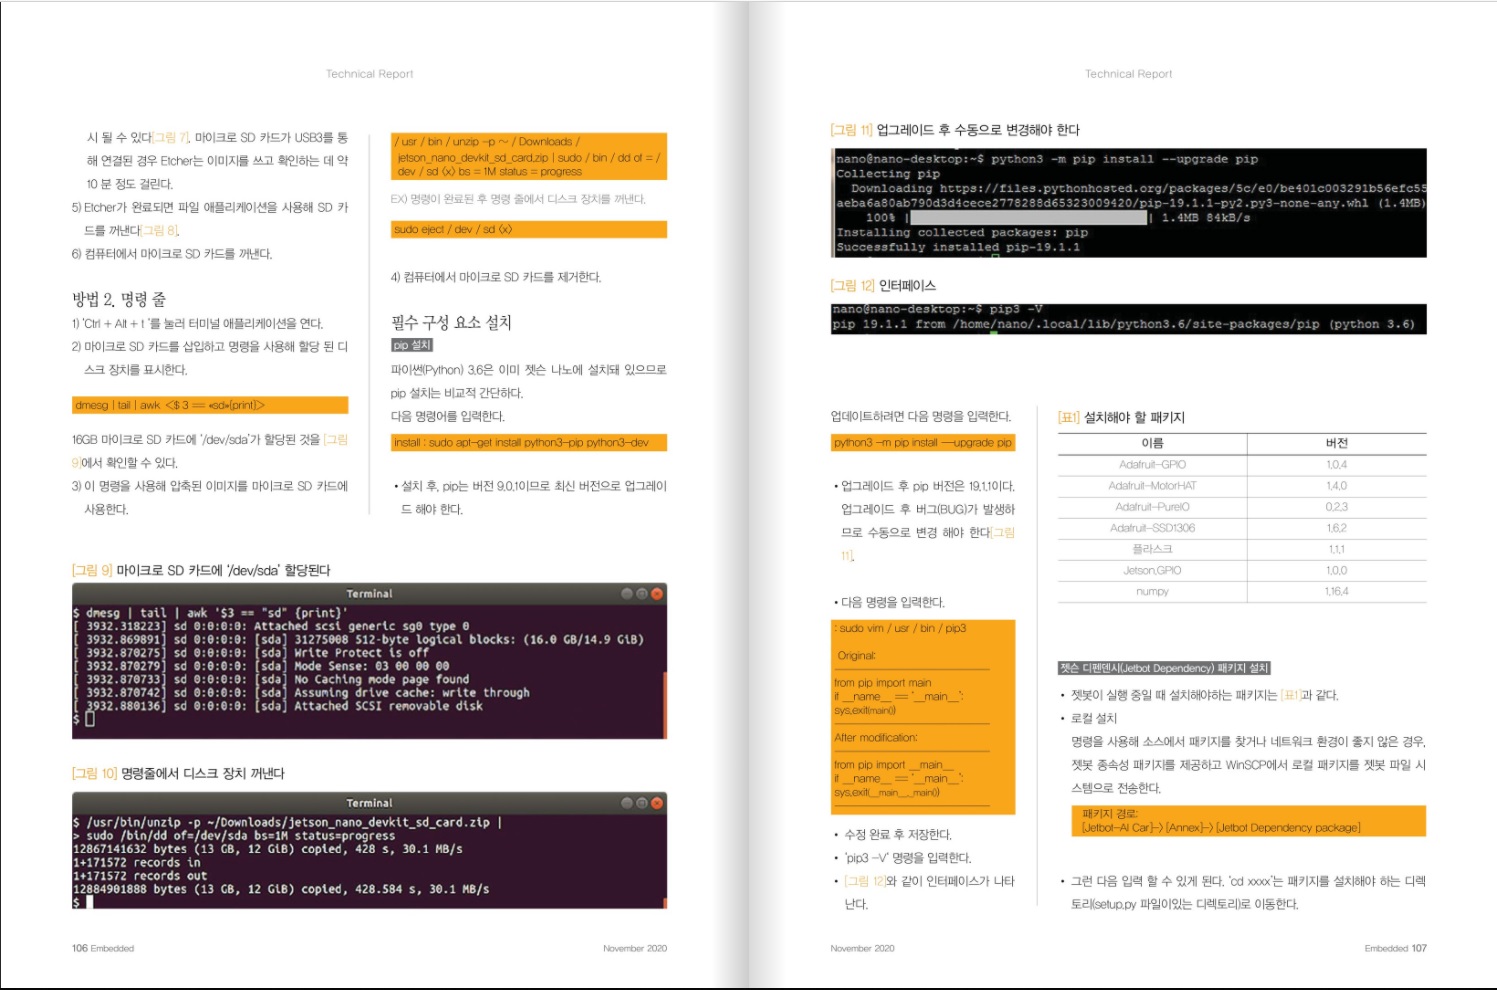 Technical Report
시 될 수 있다[그림 7]. 마이크로 SD 카드가 USB3를 통
해 연결된 경우 Etcher는 이미지를 쓰고 확인하는 데 약
10 분 정도 걸린다.
5) Etcher가 완료되면 파일 애플리케이션을 사용해 SD 카
드를 꺼낸다[그림 8].
6) 컴퓨터에서 마이크로 SD 카드를 꺼낸다.
방법 2. 명령 줄
1) 'Ctrl + Alt + t '를 눌러 터미널 애플리케이션을 연다.
2) 마이크로 SD 카드를 삽입하고 명령을 사용해 할당 된 디
스크 장치를 표시한다.
dmesg | tail | awk <$ 3 == «sd»{print}>
16GB 마이크로 SD 카드에 '/dev/sda'가 할당된 것을 [그림
9]에서 확인할 수 있다.
3) 이 명령을 사용해 압축된 이미지를 마이크로 SD 카드에
사용한다.
/ usr / bin / unzip -p ~ / Downloads /
jetson_nano_devkit_sd_card.zip | sudo / bin / dd of = /
dev / sd <x> bs = 1M status = progress
EX) 명령이 완료된 후 명령 줄에서 디스크 장치를 꺼낸다.
sudo eject / dev / sd <x>
4) 컴퓨터에서 마이크로 SD 카드를 제거한다.
필수 구성 요소 설치
pip 설치
파이썬(Python) 3.6은 이미 젯슨 나노에 설치돼 있으므로
pip 설치는 비교적 간단하다.
다음 명령어를 입력한다.
install : sudo apt-get install python3-pip python3-dev
• 설치 후, pip는 버전 9.0.1이므로 최신 버전으로 업그레이
드 해야 한다.
[그림 9] 마이크로 SD 카드에 '/dev/sda' 할당된다
Terminal
$ dmesg | tail | awk '$3 == "sd" {print}'
[ 3932.318223] sd 0:0:0:0: Attached scsi generic sg0 type 0
[ 3932.869891] sd 0:0:0:0: [sda] 31275008 512-byte logical blocks: (16.0 GB/14.9 GiB)
[ 3932.870275] sd 0:0:0:0: [sda] Write Protect is off
[ 3932.870279] sd 0:0:0:0: [sda] Mode Sense: 03 00 00 00
[ 3932.870733] sd 0:0:0:0: [sda] No Caching mode page found
[ 3932.870742] sd 0:0:0:0: [sda] Assuming drive cache: write through
[ 3932.880136] sd 0:0:0:0: [sda] Attached SCSI removable disk
$
[그림 10] 명령줄에서 디스크 장치 꺼낸다
Terminal
$ /usr/bin/unzip -p ~/Downloads/jetson_nano_devkit_sd_card.zip |
> sudo /bin/dd of=/dev/sda bs=1M status=progress
12867141632 bytes (13 GB, 12 GiB) copied, 428 s, 30.1 MB/s
1+171572 records in
1+171572 records out
12884901888 bytes (13 GB, 12 GiB) copied, 428.584 s, 30.1 MB/s
$
106 Embedded
November 2020
Technical Report
[그림 11] 업그레이드 후 수동으로 변경해야 한다
nano@nano-desktop:~$ python3 -m pip install --upgrade pip
Collecting pip
Downloading https://files.pythonhosted.org/packages/5c/e0/be401c003291b56efc55
aeba6a80ab790d3d4cece2778288d65323009420/pip-19.1.1-py2.py3-none-any.whl (1.4MB)
100% | | 1.4MB 84kB/s
Installing collected packages: pip
Successfully installed pip-19.1.1
[그림 12] 인터페이스
nano@nano-desktop:~$ pip3 -V
pip 19.1.1 from /home/nano/.local/lib/python3.6/site-packages/pip (python 3.6)
업데이트하려면 다음 명령을 입력한다.
python3 -m pip install —upgrade pip
• 업그레이드 후 pip 버전은 19.1.1이다.
업그레이드 후 버그(BUG)가 발생하
므로 수동으로 변경 해야 한다[그림
11].
• 다음 명령을 입력한다.
: sudo vim / usr / bin / pip3
Original:
from pip import main
if __name__ == '__main__':
sys.exit(main())
After modification:
from pip import __main__
if __name__ == '__main__':
sys.exit(__main__._main())
• 수정 완료 후 저장한다.
• 'pip3 -V' 명령을 입력한다.
• [그림 12]와 같이 인터페이스가 나타
난다.
[표1] 설치해야 할 패키지
이름 버전
Adafruit-GPIO 1.0.4
Adafruit-MotorHAT 1.4.0
Adafruit-PureIO 0.2.3
Adafruit-SSD1306 1.6.2
플라스크 1.1.1
Jetson.GPIO 1.0.0
numpy 1.16.4
젯슨 디펜덴시(Jetbot Dependency) 패키지 설치
• 젯봇이 실행 중일 때 설치해야하는 패키지는 [표1]과 같다.
• 로컬 설치
명령을 사용해 소스에서 패키지를 찾거나 네트워크 환경이 좋지 않은 경우,
젯봇 종속성 패키지를 제공하고 WinSCP에서 로컬 패키지를 젯봇 파일 시
스템으로 전송한다.
패키지 경로:
[Jetbot-AI Car]-> [Annex]-> [Jetbot Dependency package]
• 그런 다음 입력 할 수 있게 된다. 'cd xxxx'는 패키지를 설치해야 하는 디렉
토리(setup.py 파일이있는 디렉토리)로 이동한다.
November 2020
Embedded 107